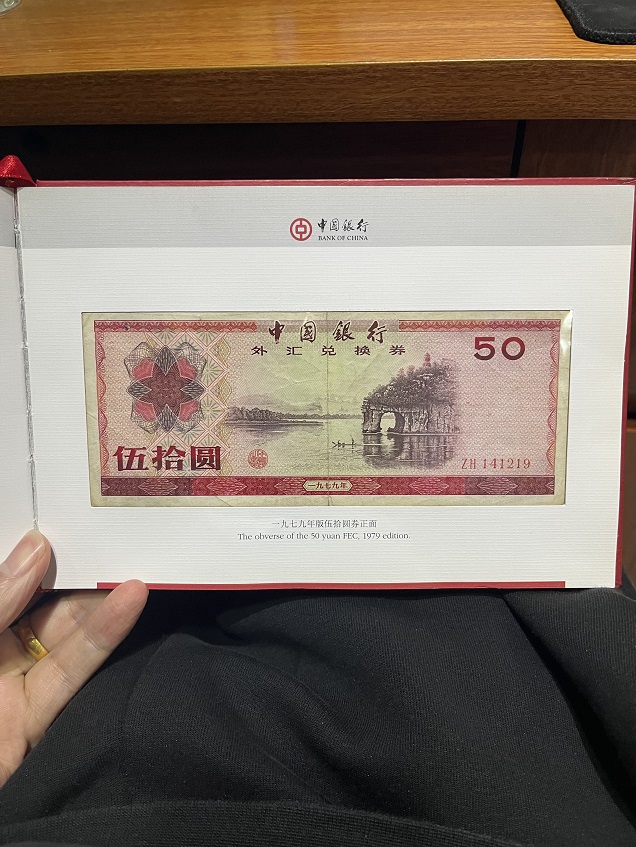 中国銀行
BANK OF CHINA
中国銀行
外汇兑换券
50
伍拾圆
ZH 141219
一九七九年
一九七九年版伍拾圆券正面
The obverse of the 50 yuan FEC, 1979 edition.